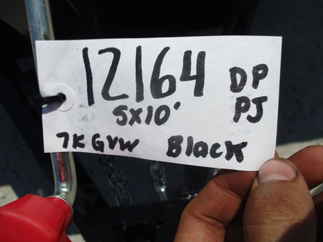 12164
DP
PJ
5x10'
7K GVW Black